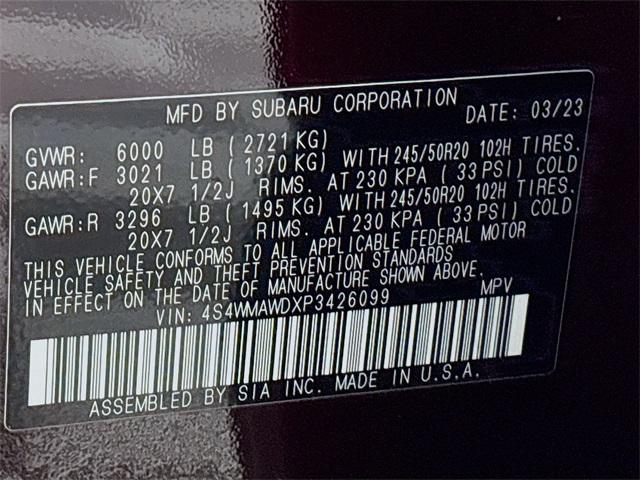 MFD BY SUBARU CORPORATION DATE: 03/23
GVWR: 6000 LB ( 2721 KG)
GAWR:F 3021 LB ( 1370 KG) WITH 245/50R20 102H TIRES.
20X7 1/2J RIMS. AT 230 KPA ( 33 PSI) COLD
GAWR:R 3296 LB ( 1495 KG) WITH 245/50R20 102H TIRES.
20X7 1/2J RIMS. AT 230 KPA ( 33 PSI) COLD
THIS VEHICLE CONFORMS TO ALL APPLICABLE FEDERAL MOTOR
VEHICLE SAFETY AND THEFT PREVENTION STANDARDS
IN EFFECT ON THE DATE OF MANUFACTURE SHOWN ABOVE.
VIN: 4S4WMAWDXP3426099 MPV
ASSEMBLED BY SIA INC. MADE IN U.S.A.